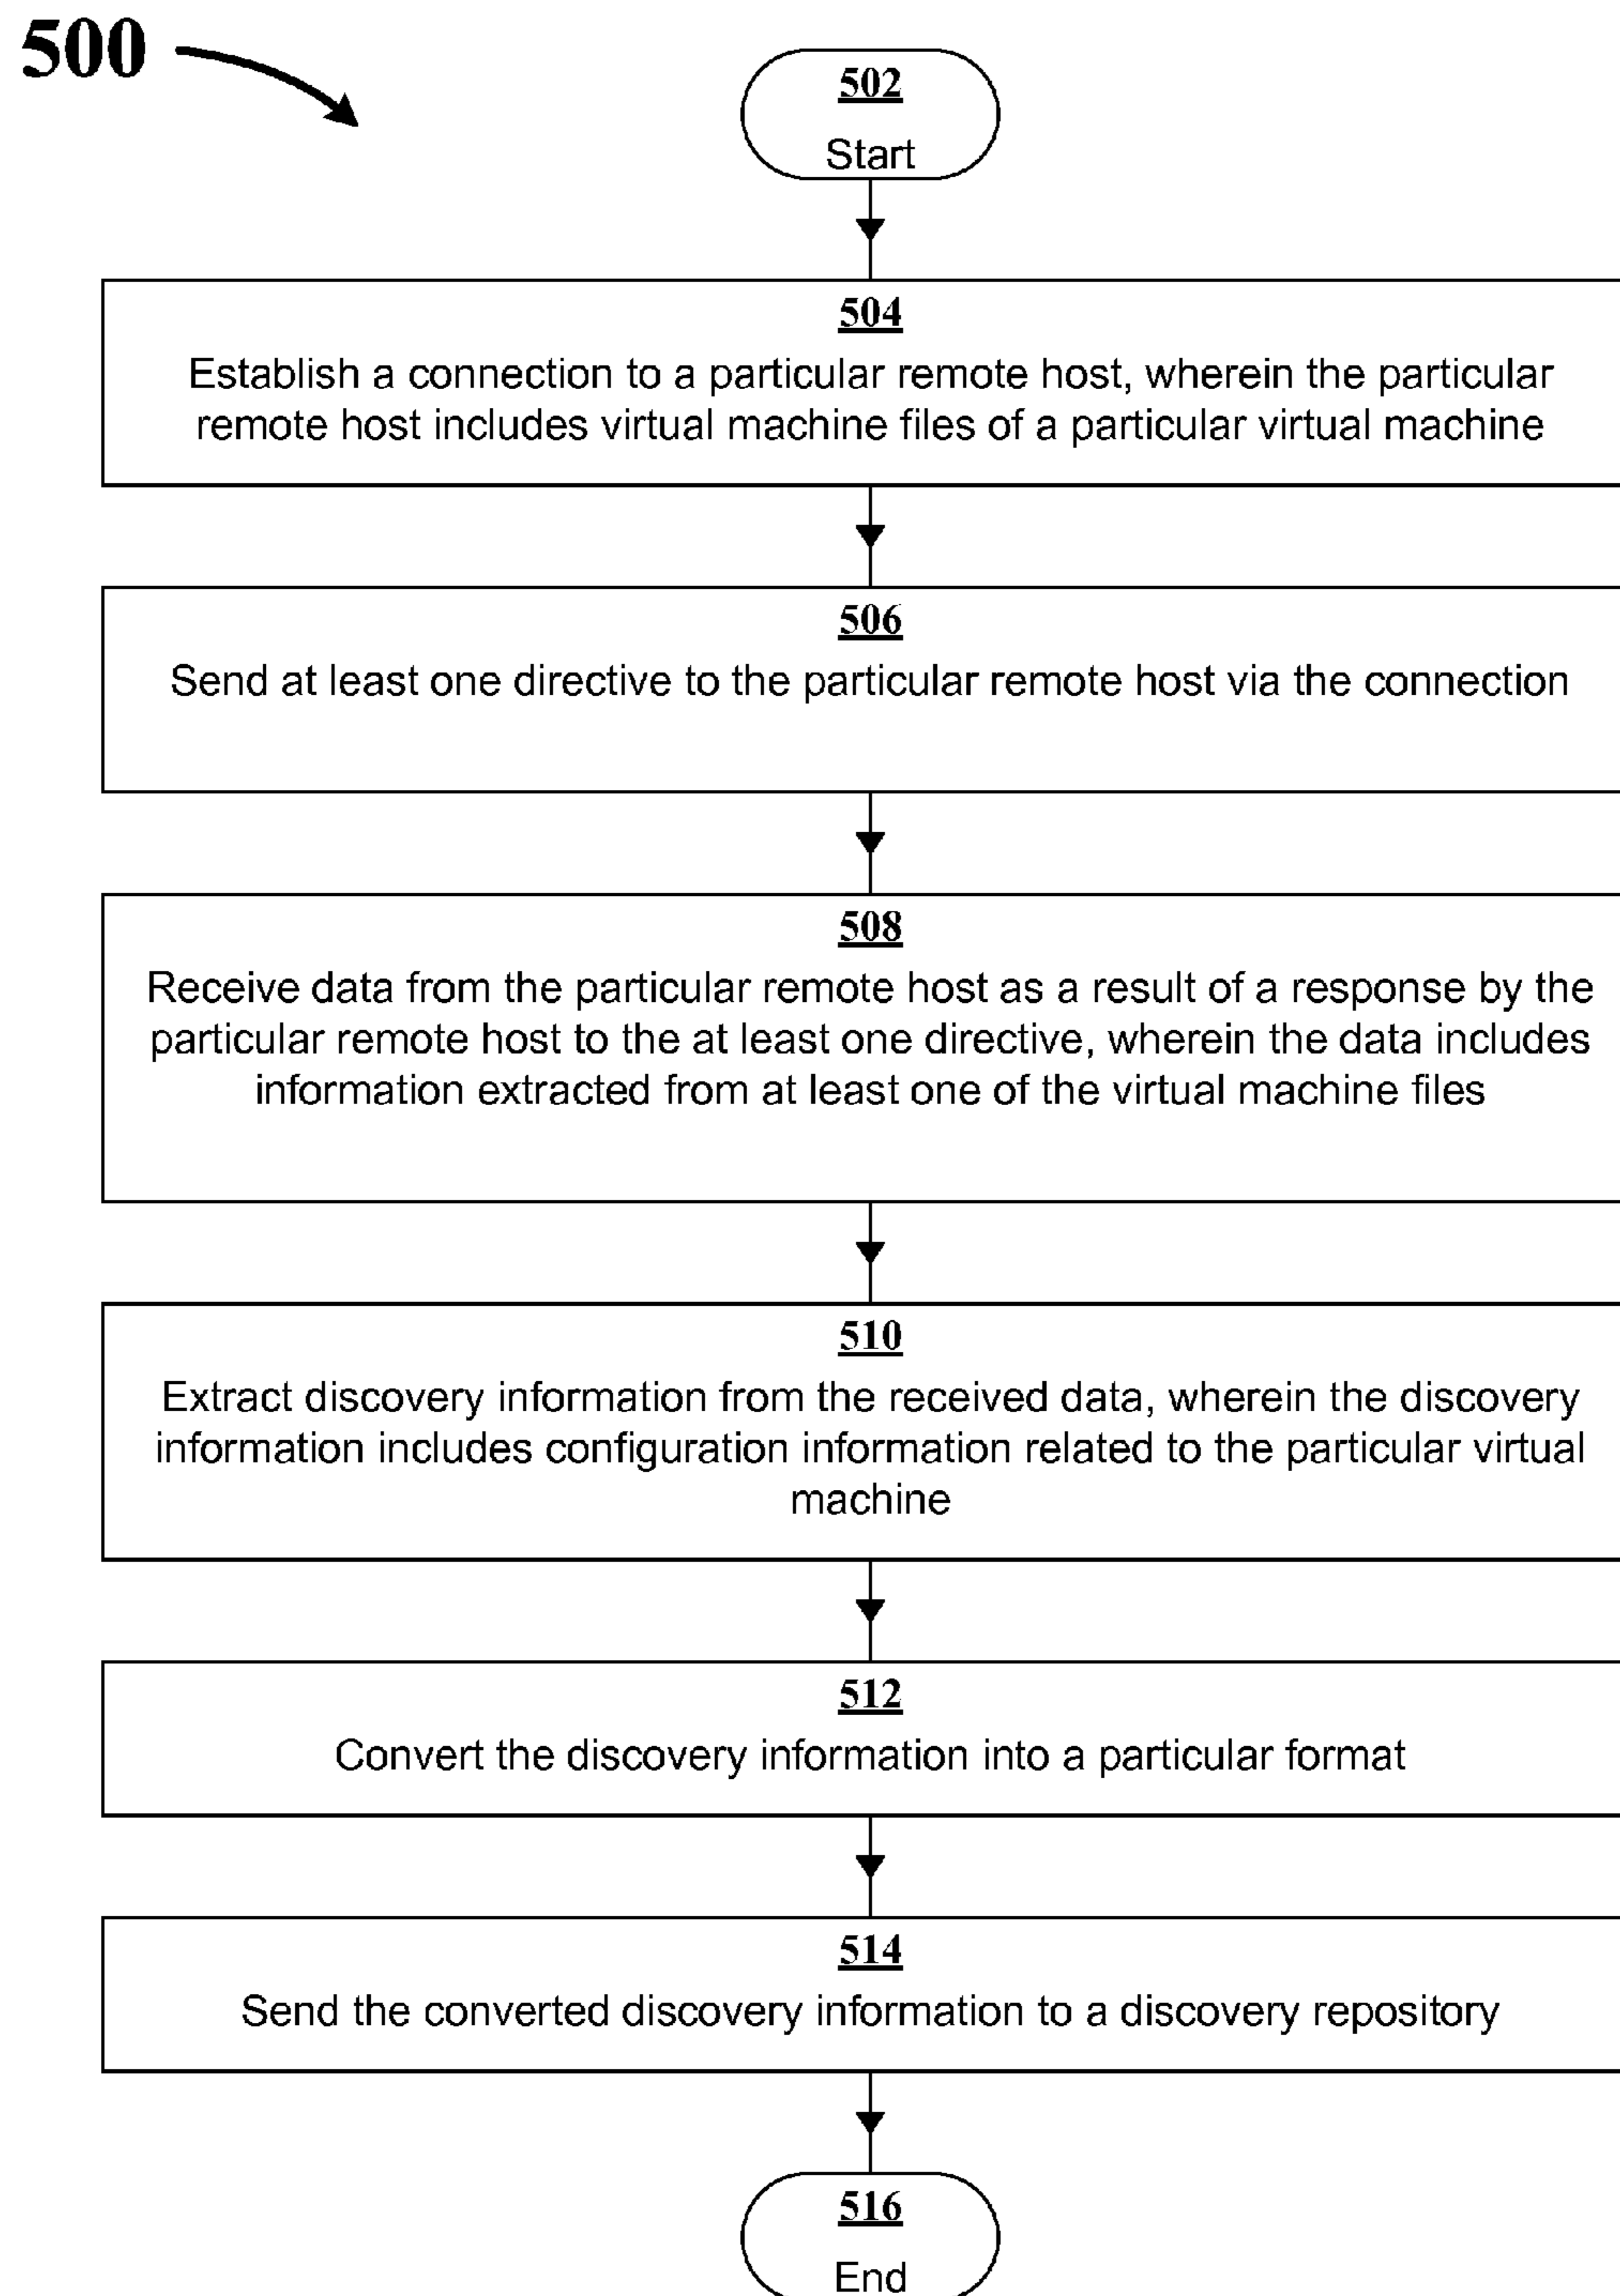 500
502
Start
504
Establish a connection to a particular remote host, wherein the particular
remote host includes virtual machine files of a particular virtual machine
506
Send at least one directive to the particular remote host via the connection
508
Receive data from the particular remote host as a result of a response by the
particular remote host to the at least one directive, wherein the data includes
information extracted from at least one of the virtual machine files
510
Extract discovery information from the received data, wherein the discovery
information includes configuration information related to the particular virtual
machine
512
Convert the discovery information into a particular format
514
Send the converted discovery information to a discovery repository
516
End